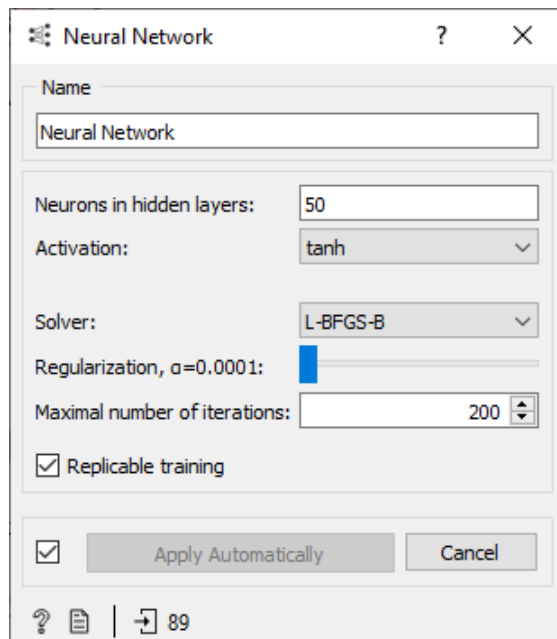 Neural Network ?
Name
Neural Network
Neurons in hidden layers: 50
Activation: tanh
Solver: L-BFGS-B
Regularization, α=0.0001:
Maximal number of iterations: 200
Replicable training
Apply Automatically Cancel
? 89